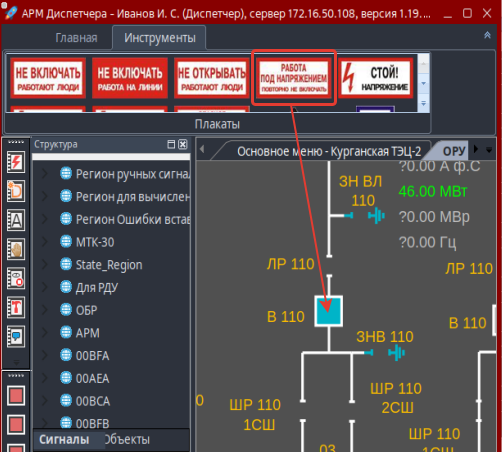 АРМ Диспетчера - Иванов И. С. (Диспетчер), сервер 172.16.50.108, версия 1.19....
Главная Инструменты
НЕ ВКЛЮЧАТЬ
РАБОТАЮТ ЛЮДИ
НЕ ВКЛЮЧАТЬ
РАБОТА НА ЛИНИИ
НЕ ОТКРЫВАТЬ
РАБОТАЮТ ЛЮДИ
РАБОТА
ПОД НАПРЯЖЕНИЕМ
ПОВТОРНО НЕ ВКЛЮЧАТЬ
СТОЙ!
НАПРЯЖЕНИЕ
Плакаты
Структура
Регион ручных сигна
Регион для вычислен
Регион Ошибки встав
МТК-30
State_Region
Для РДУ
ОБР
АРМ
00BFA
00AEA
00BCA
00BFB
Сигналы Объекты
Основное меню - Курганская ТЭЦ-2 ОРУ
?0.00 А ф.С
ЗН ВЛ
110
46.00 МВт
?0.00 МВр
?0.00 Гц
ЛР 110
ЛР 110
В 110
В 110
ЗНВ 110
0
ШР 110
1СШ
ШР 110
2СШ
ШР 110
1СШ
03